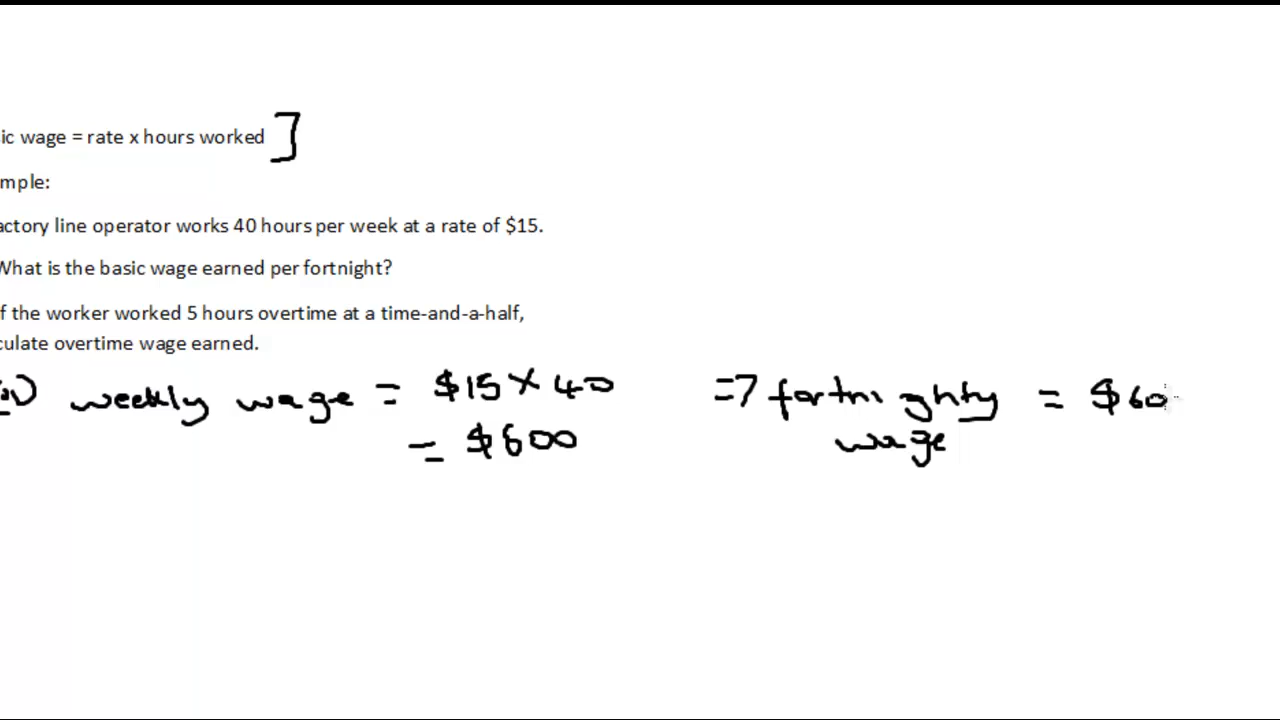 ic wage = rate x hours worked ]
mple:
actory line operator works 40 hours per week at a rate of $15.
What is the basic wage earned per fortnight?
f the worker worked 5 hours overtime at a time-and-a-half,
culate overtime wage earned.
weekly wage = $15 × 40 => fortnighty = $60
= $600 wage